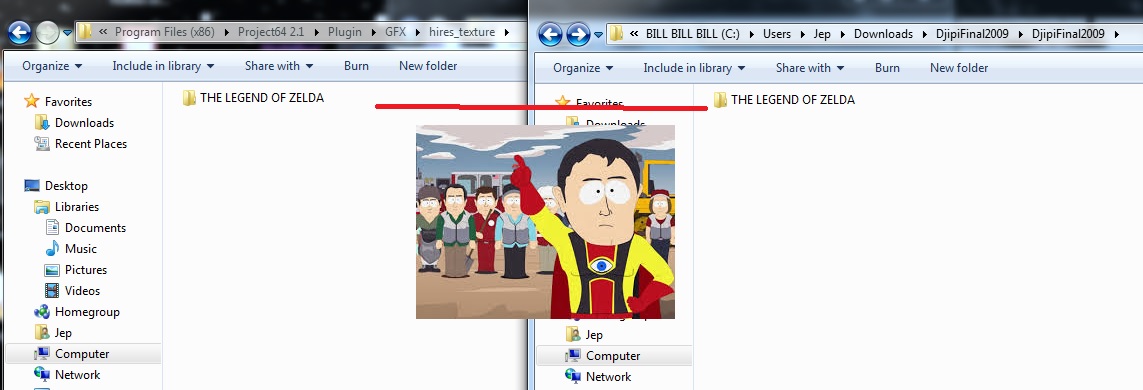 « Program Files (x86) ▸ Project64 2.1 ▸ Plugin ▸ GFX ▸ hires_texture ▸
Organize ▾ Include in library ▾ Share with ▾ Burn New folder
Favorites
Downloads
Recent Places
Desktop
Libraries
Documents
Music
Pictures
Videos
Homegroup
Jep
Computer
Network
THE LEGEND OF ZELDA
« BILL BILL BILL (C:) ▸ Users ▸ Jep ▸ Downloads ▸ DjipiFinal2009 ▸ DjipiFinal2009 ▸
Organize ▾ Include in library ▾ Share with ▾ Burn New folder
Favorites
Downloads
Jep
Computer
Network
THE LEGEND OF ZELDA